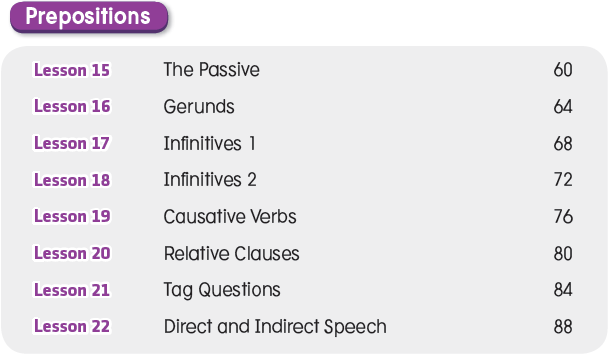 Prepositions
Lesson 15 The Passive 60
Lesson 16 Gerunds 64
Lesson 17 Infinitives 1 68
Lesson 18 Infinitives 2 72
Lesson 19 Causative Verbs 76
Lesson 20 Relative Clauses 80
Lesson 21 Tag Questions 84
Lesson 22 Direct and Indirect Speech 88